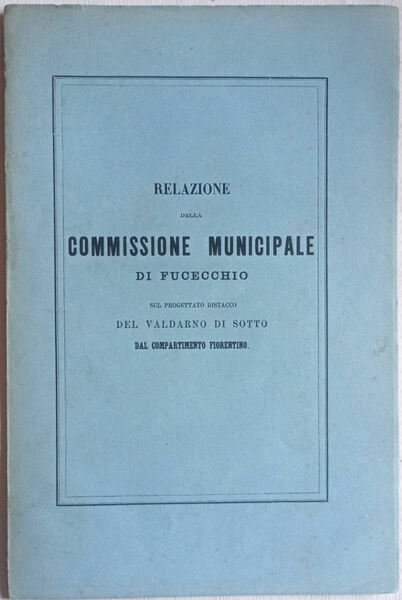 RELAZIONE
DELLA
COMMISSIONE MUNICIPALE
DI FUCECCHIO
SUL PROGETTATO DISTACCO
DEL VALDARNO DI SOTTO
DAL COMPARTIMENTO FIORENTINO.